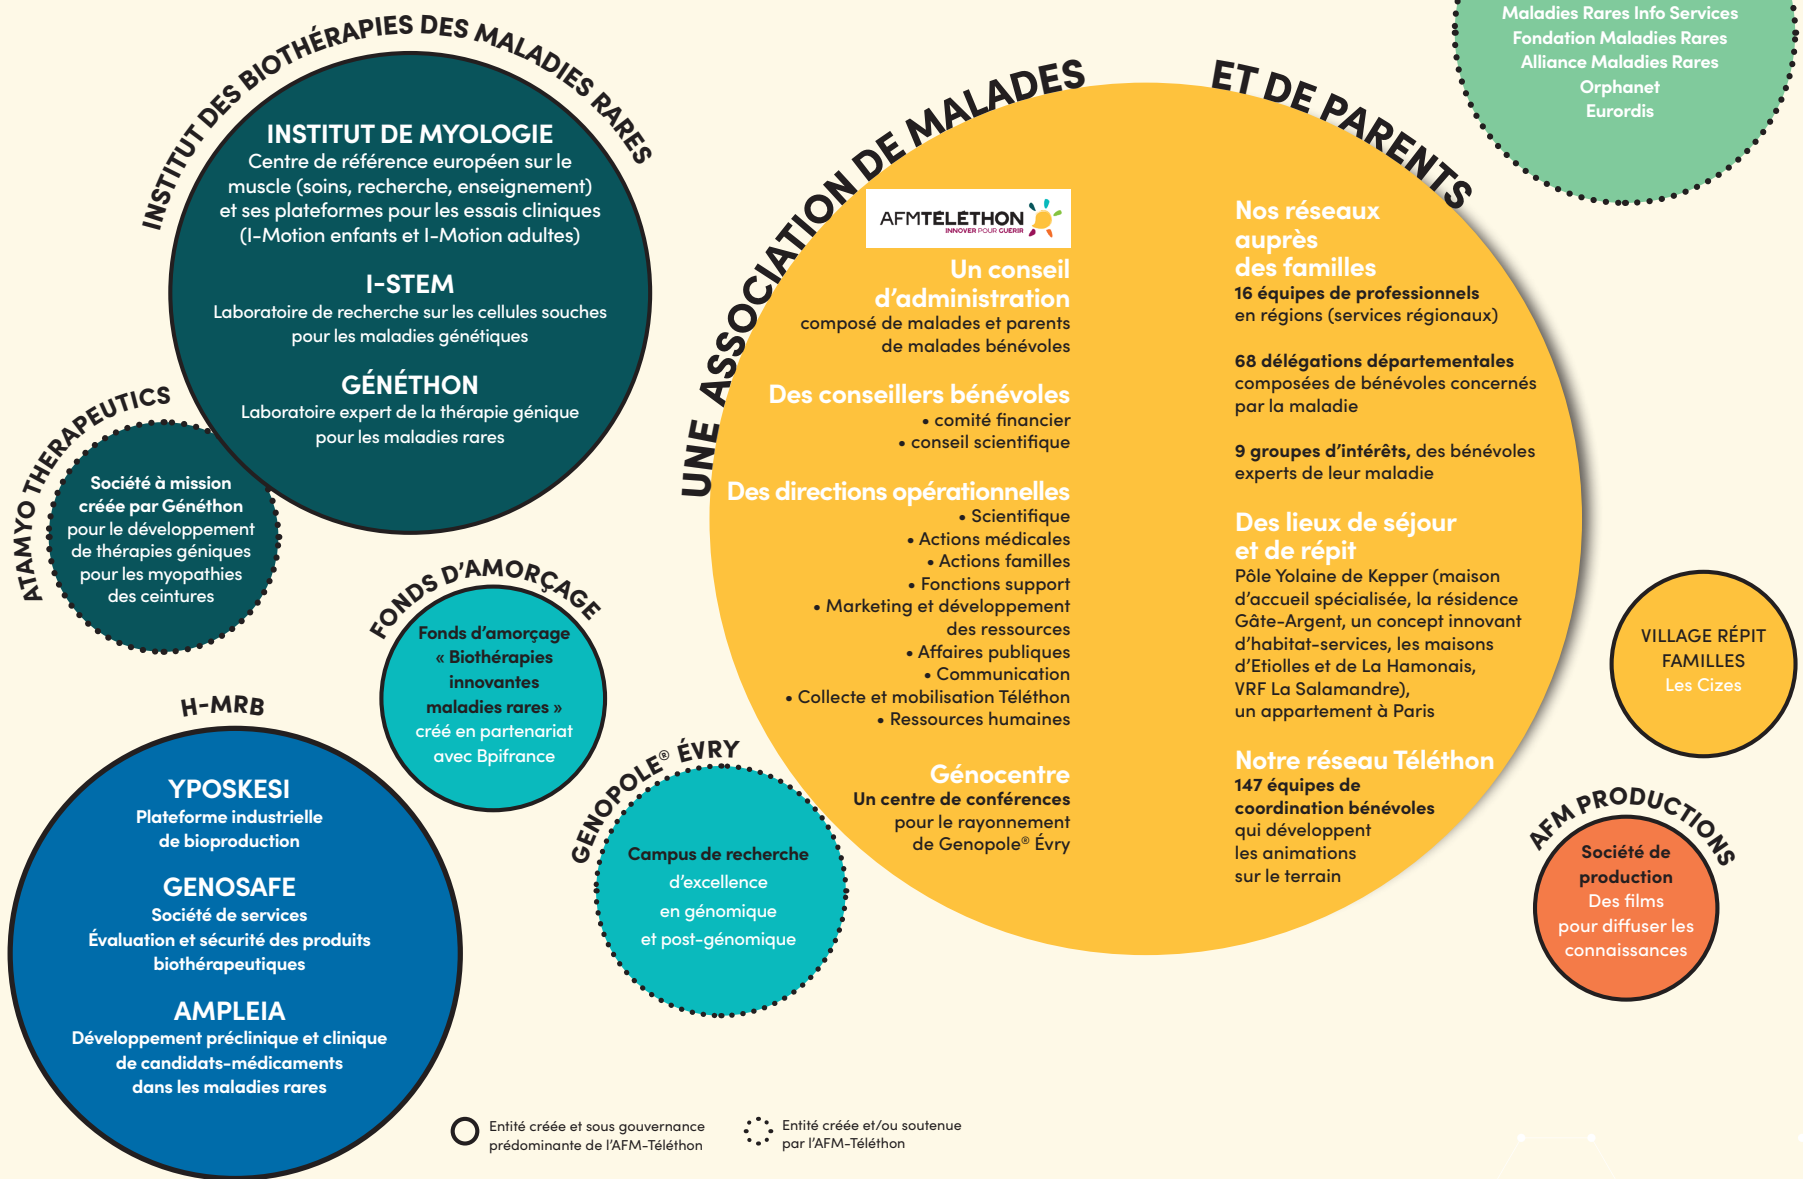 INSTITUT DES BIOTHÉRAPIES DES MALADIES RARES
INSTITUT DE MYOLOGIE
Centre de référence européen sur le
muscle (soins, recherche, enseignement)
et ses plateformes pour les essais cliniques
(I-Motion enfants et I-Motion adultes)
I-STEM
Laboratoire de recherche sur les cellules souches
pour les maladies génétiques
GÉNÉTHON
Laboratoire expert de la thérapie génique
pour les maladies rares
ATAMYO THERAPEUTICS
Société à mission
créée par Généthon
pour le développement
de thérapies géniques
pour les myopathies
des ceintures
FONDS D'AMORÇAGE
Fonds d'amorçage
« Biothérapies
innovantes
maladies rares »
créé en partenariat
avec Bpifrance
H-MRB
YPOSKESI
Plateforme industrielle
de bioproduction
GENOSAFE
Société de services
Évaluation et sécurité des produits
biothérapeutiques
AMPLEIA
Développement préclinique et clinique
de candidats-médicaments
dans les maladies rares
GENOPOLE® ÉVRY
Campus de recherche
d'excellence
en génomique
et post-génomique
UNE ASSOCIATION DE MALADES ET DE PARENTS
AFMTÉLÉTHON
INNOVER POUR GUÉRIR
Un conseil
d'administration
composé de malades et parents
de malades bénévoles
Des conseillers bénévoles
• comité financier
• conseil scientifique
Des directions opérationnelles
• Scientifique
• Actions médicales
• Actions familles
• Fonctions support
• Marketing et développement
des ressources
• Affaires publiques
• Communication
• Collecte et mobilisation Téléthon
• Ressources humaines
Génocentre
Un centre de conférences
pour le rayonnement
de Genopole® Évry
Nos réseaux
auprès
des familles
16 équipes de professionnels
en régions (services régionaux)
68 délégations départementales
composées de bénévoles concernés
par la maladie
9 groupes d'intérêts, des bénévoles
experts de leur maladie
Des lieux de séjour
et de répit
Pôle Yolaine de Kepper (maison
d'accueil spécialisée, la résidence
Gâte-Argent, un concept innovant
d'habitat-services, les maisons
d'Etiolles et de La Hamonais,
VRF La Salamandre),
un appartement à Paris
Notre réseau Téléthon
147 équipes de
coordination bénévoles
qui développent
les animations
sur le terrain
Maladies Rares Info Services
Fondation Maladies Rares
Alliance Maladies Rares
Orphanet
Eurordis
VILLAGE RÉPIT
FAMILLES
Les Cizes
AFM PRODUCTIONS
Société de
production
Des films
pour diffuser les
connaissances
Entité créée et sous gouvernance
prédominante de l'AFM-Téléthon
Entité créée et/ou soutenue
par l'AFM-Téléthon